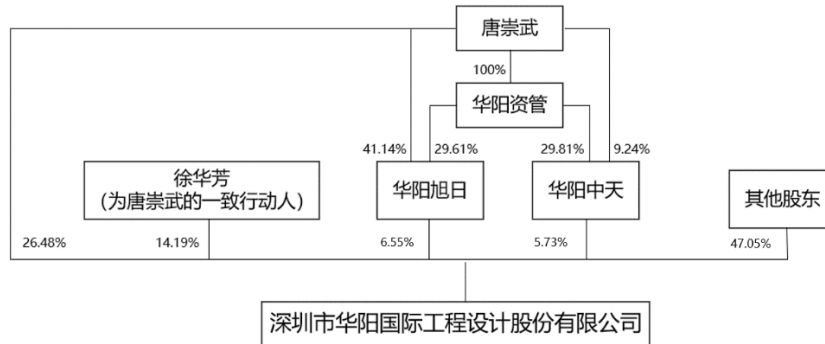 唐崇武
100%
华阳资管
41.14%
29.61%
29.81%
9.24%
徐华芳
（为唐崇武的一致行动人）
华阳旭日
华阳中天
其他股东
26.48%
14.19%
6.55%
5.73%
47.05%
深圳市华阳国际工程设计股份有限公司